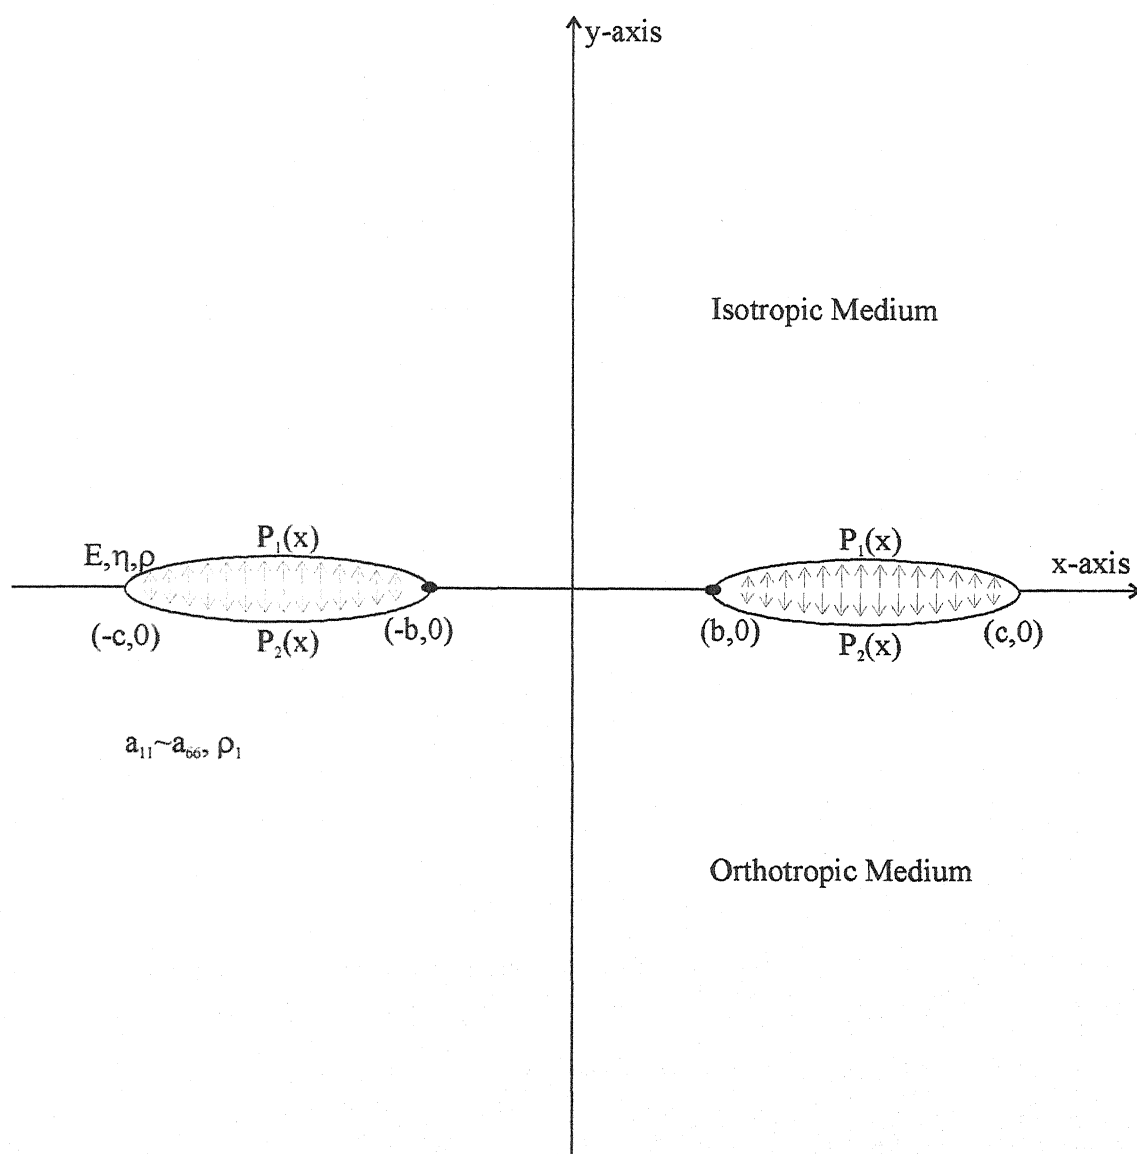 y-axis
Isotropic Medium
P₁(x) P₁(x)
E,η,ρ x-axis
(-c,0) P₂(x) (-b,0) (b,0) P₂(x) (c,0)
a₁₁~a₆₆, ρ₁
Orthotropic Medium